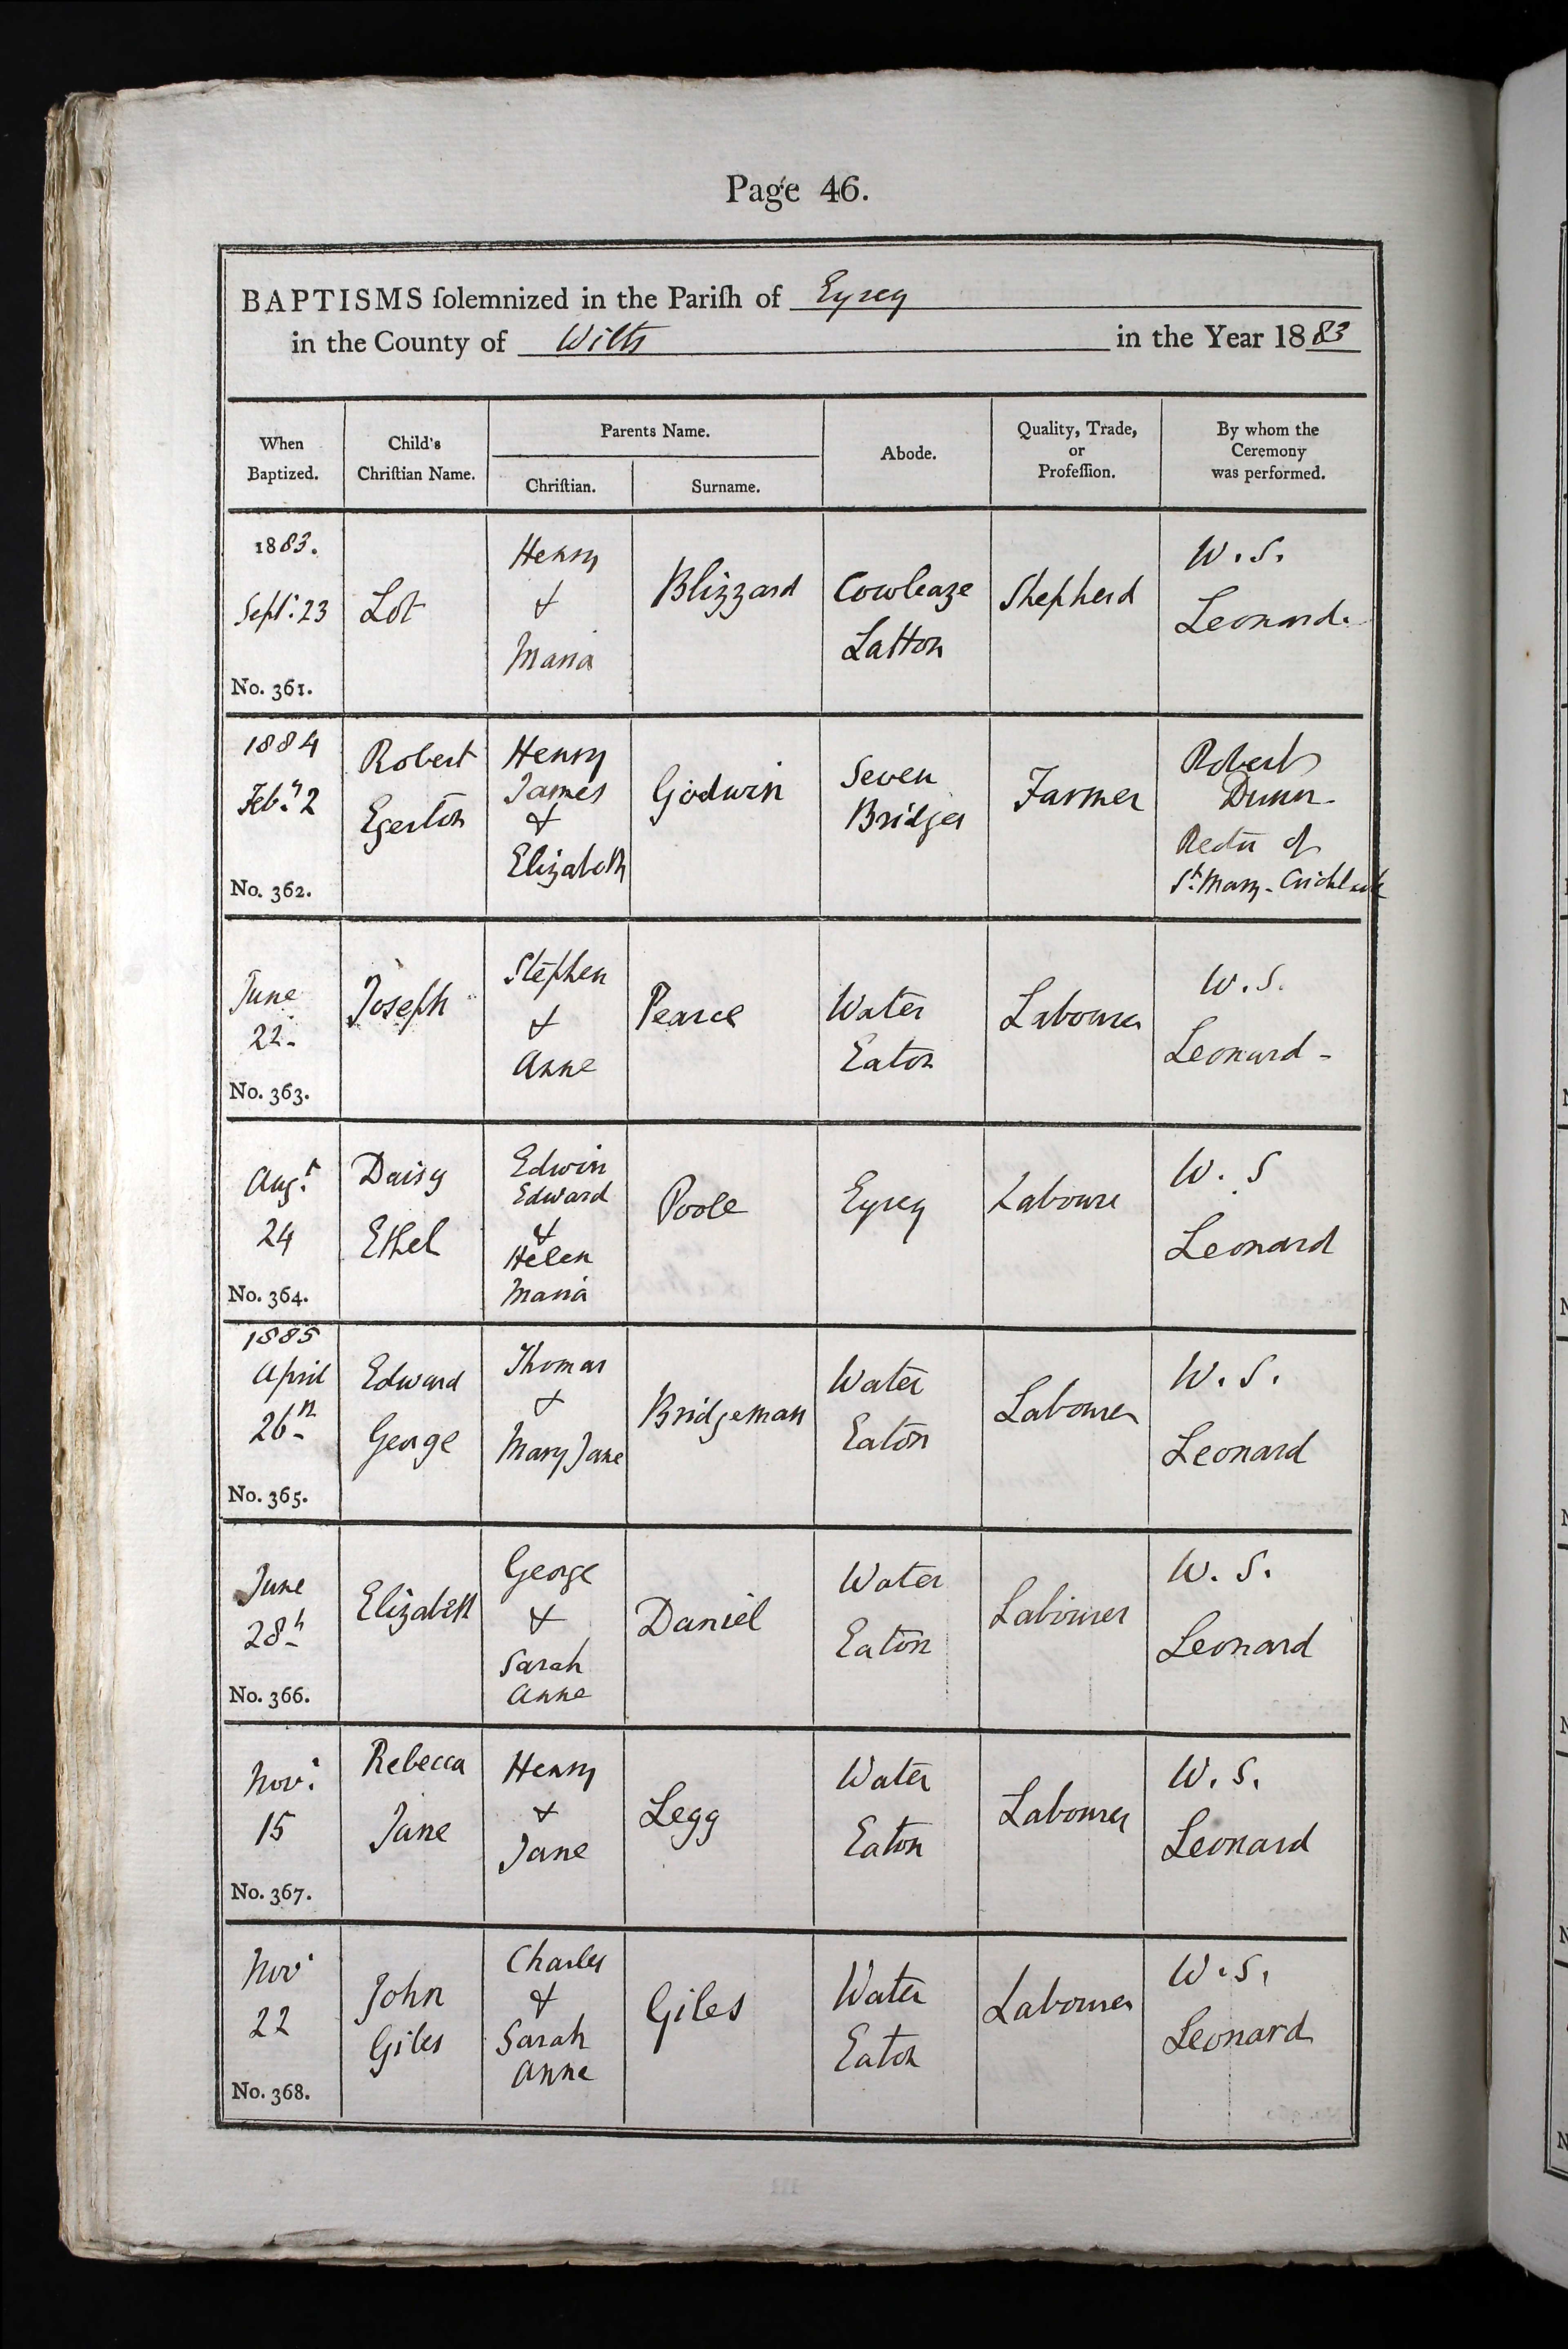 Page 46.
BAPTISMS ſolemnized in the Pariſh of Eysey
in the County of Wilts in the Year 1883
When Baptized.
Child's Chriſtian Name.
Parents Name.
Chriſtian.
Surname.
Abode.
Quality, Trade, or Profeſſion.
By whom the Ceremony was performed.
1883.
Septr. 23
No. 361.
Lot
Henry
&
Maria
Blizzard
Cowleaze
Latton
Shepherd
W. S.
Leonard.
1884
Feby. 2
No. 362.
Robert
Egerton
Henry
James
&
Elizabeth
Godwin
Seven
Bridges
Farmer
Robert
Dunn-
Rector of
St. Mary-
June
22-
No. 363.
Joseph
Stephen
&
Anne
Pearce
Water
Eaton
Labourer
W. S.
Leonard-
Augt.
24
No. 364.
Daisy
Ethel
Edwin
Edward
&
Helen
Maria
Poole
Eysey
Labourer
W. S
Leonard
1885
April
26th
No. 365.
Edward
George
Thomas
&
Mary Jane
Bridgeman
Water
Eaton
Labourer
W. S.
Leonard
June
28th
No. 366.
Elizabeth
George
&
Sarah
Anne
Daniel
Water
Eaton
Labourer
W. S.
Leonard
Novr.
15
No. 367.
Rebecca
Jane
Henry
&
Jane
Legg
Water
Eaton
Labourer
W. S.
Leonard
Novr
22
No. 368.
John
Giles
Charles
&
Sarah
Anne
Giles
Water
Eaton
Labourer
W. S.
Leonard